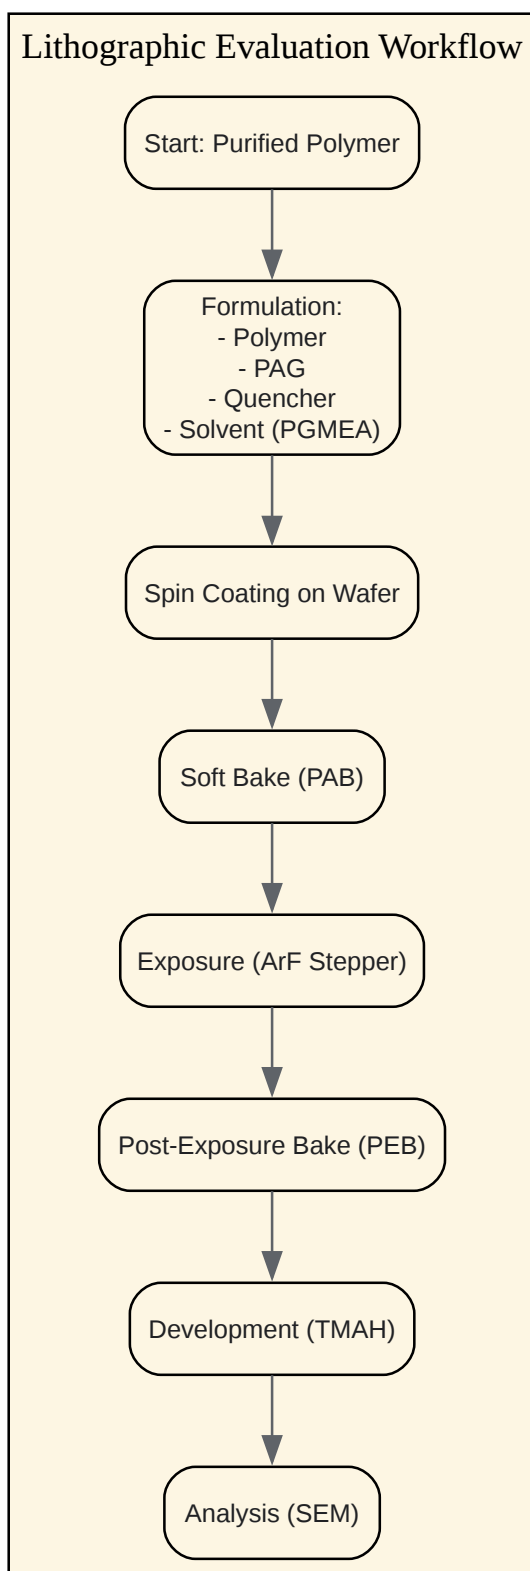 Lithographic Evaluation Workflow
Start: Purified Polymer
Formulation:
- Polymer
- PAG
- Quencher
- Solvent (PGMEA)
Spin Coating on Wafer
Soft Bake (PAB)
Exposure (ArF Stepper)
Post-Exposure Bake (PEB)
Development (TMAH)
Analysis (SEM)